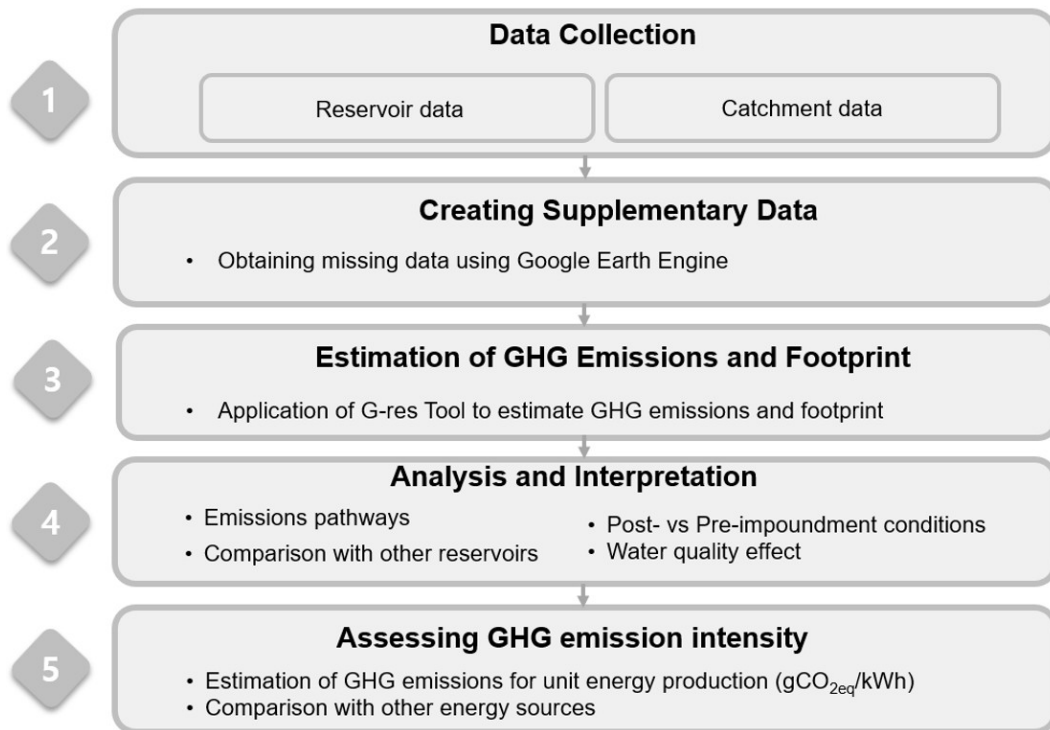 1
Data Collection
Reservoir data
Catchment data
2
Creating Supplementary Data
• Obtaining missing data using Google Earth Engine
3
Estimation of GHG Emissions and Footprint
• Application of G-res Tool to estimate GHG emissions and footprint
4
Analysis and Interpretation
• Emissions pathways
• Comparison with other reservoirs
• Post- vs Pre-impoundment conditions
• Water quality effect
5
Assessing GHG emission intensity
• Estimation of GHG emissions for unit energy production (gCO2eq/kWh)
• Comparison with other energy sources